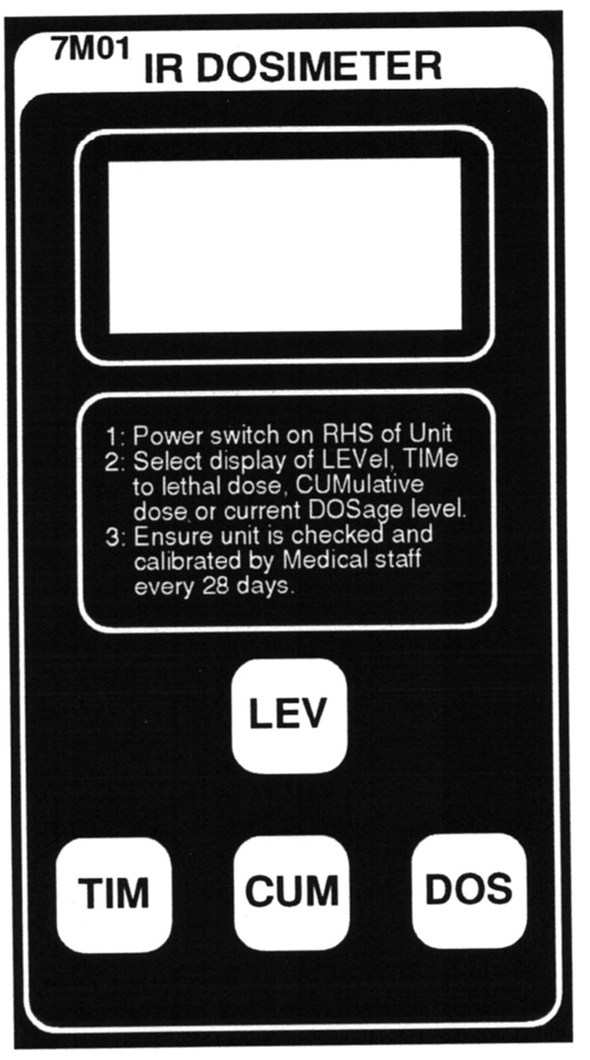 7M01
IR DOSIMETER
1: Power switch on RHS of Unit
2: Select display of LEVel, TIMe
to lethal dose, CUMulative
dose or current DOSage level.
3: Ensure unit is checked and
calibrated by Medical staff
every 28 days.
LEV
TIM CUM DOS